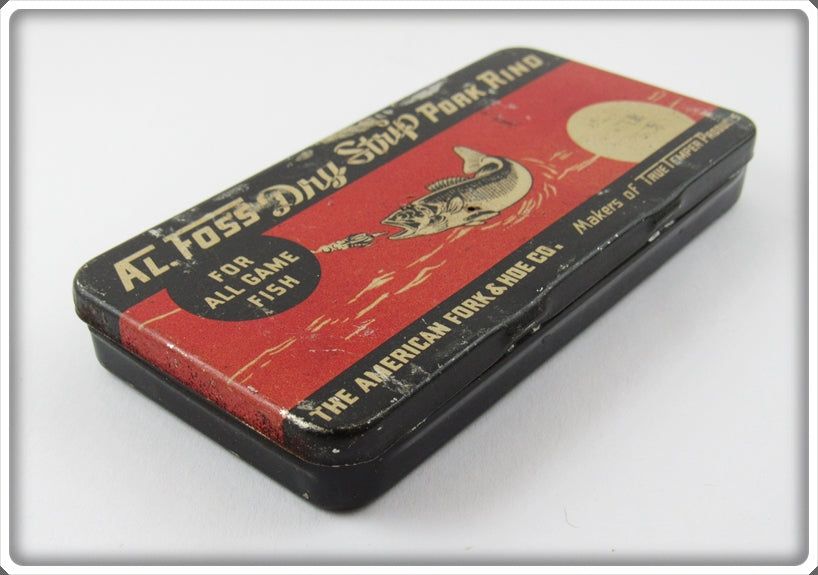 AL. FOSS Dry Strip PORK RIND
FOR
ALL GAME
FISH
THE AMERICAN FORK & HOE CO.
Makers of TRUE TEMPER PRODUCTS